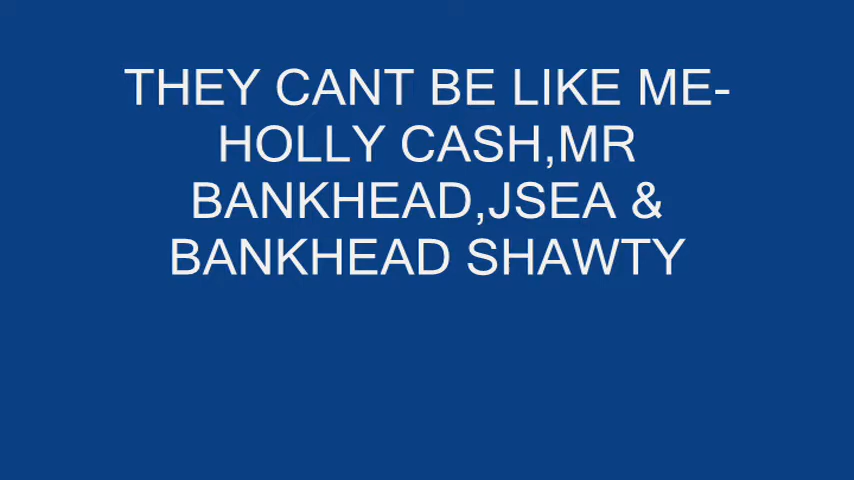 THEY CANT BE LIKE ME-
HOLLY CASH,MR
BANKHEAD,JSEA &
BANKHEAD SHAWTY